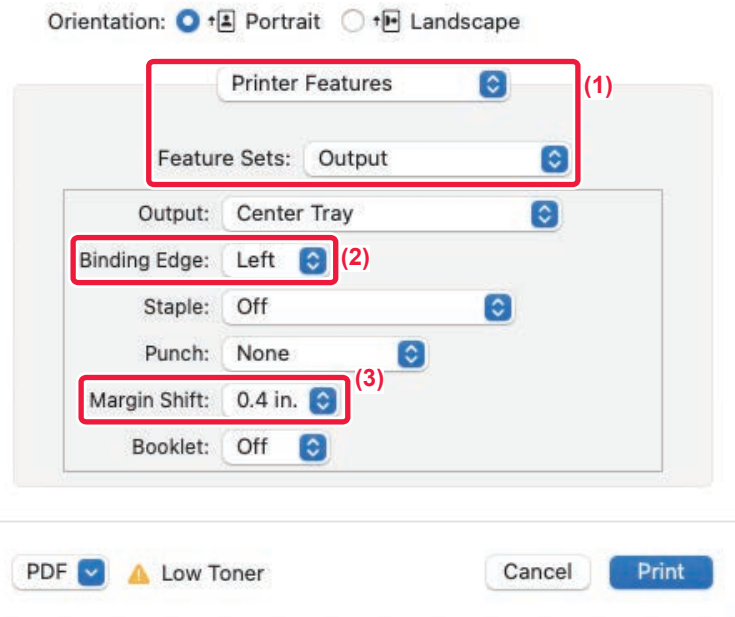 Orientation: Portrait Landscape
Printer Features (1)
Feature Sets: Output
Output: Center Tray
Binding Edge: Left (2)
Staple: Off
Punch: None
(3)
Margin Shift: 0.4 in.
Booklet: Off
PDF Low Toner Cancel Print